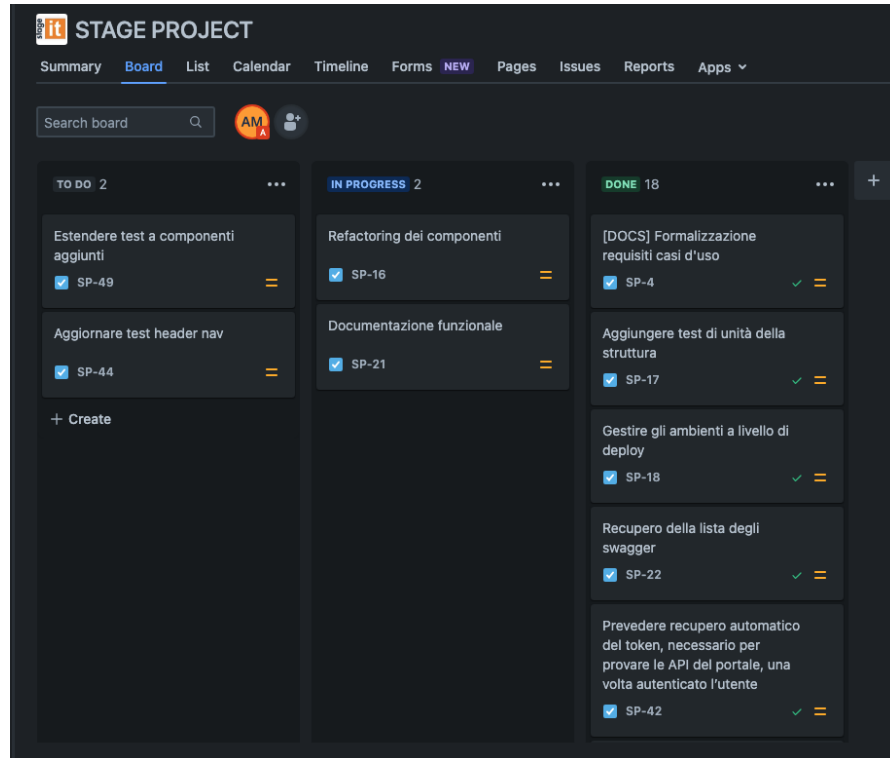 stage it STAGE PROJECT
Summary Board List Calendar Timeline Forms NEW Pages Issues Reports Apps
Search board
AM
TO DO 2
Estendere test a componenti
aggiunti
SP-49
Aggiornare test header nav
SP-44
+ Create
IN PROGRESS 2
Refactoring dei componenti
SP-16
Documentazione funzionale
SP-21
DONE 18
[DOCS] Formalizzazione
requisiti casi d'uso
SP-4
Aggiungere test di unità della
struttura
SP-17
Gestire gli ambienti a livello di
deploy
SP-18
Recupero della lista degli
swagger
SP-22
Prevedere recupero automatico
del token, necessario per
provare le API del portale, una
volta autenticato l’utente
SP-42